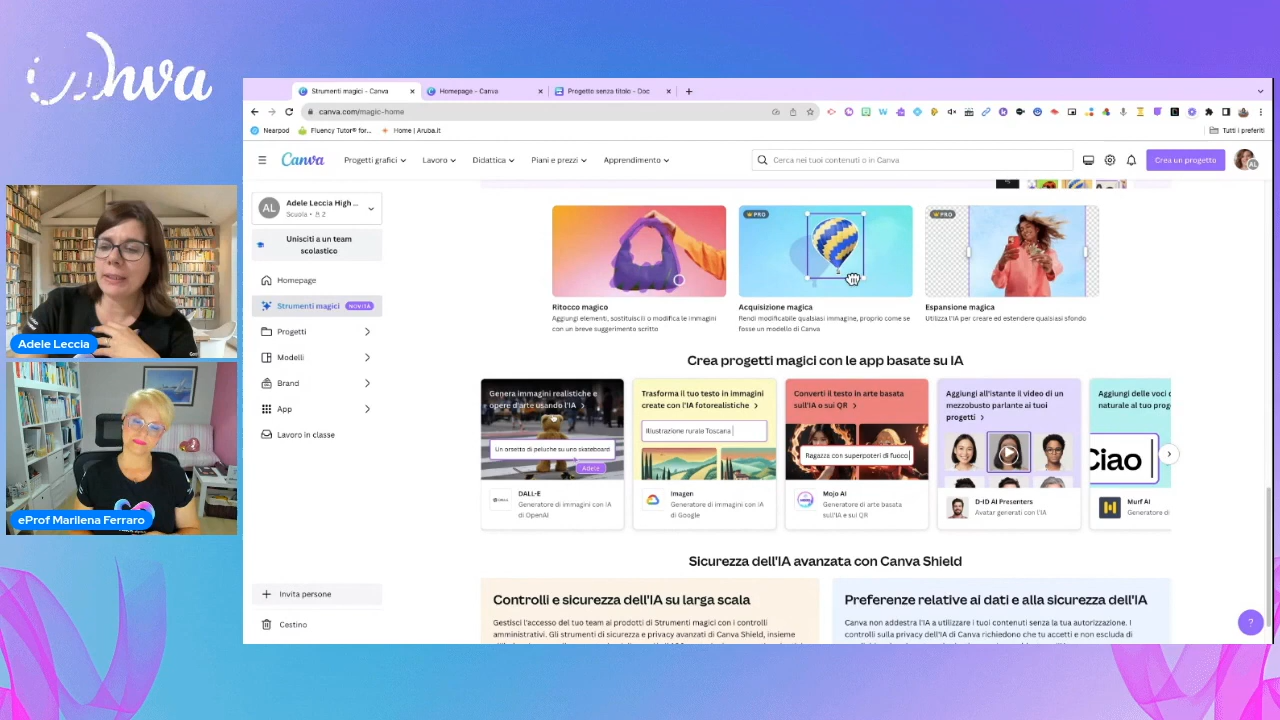 Strumenti magici - Canva
Homepage - Canva
Progetto senza titolo - Doc
canva.com/magic-home
Nearpod
Fluency Tutor® for...
Home | Aruba.it
Tutti i preferiti
Canva
Progetti grafici
Lavoro
Didattica
Piani e prezzi
Apprendimento
Cerca nei tuoi contenuti o in Canva
Crea un progetto
AL
AL
Adele Leccia High ...
Scuola • 2
Unisciti a un team
scolastico
Homepage
Strumenti magici
NOVITÀ
Progetti
Modelli
Brand
App
Lavoro in classe
Invita persone
Cestino
PRO
PRO
Ritocco magico
Aggiungi elementi, sostituiscili o modifica le immagini
con un breve suggerimento scritto
Acquisizione magica
Rendi modificabile qualsiasi immagine, proprio come se
fosse un modello di Canva
Espansione magica
Utilizza l'IA per creare ed estendere qualsiasi sfondo
Crea progetti magici con le app basate su IA
Genera immagini realistiche e
opere d'arte usando l'IA
Un orsetto di peluche su uno skateboard
Adele
DALL-E
Generatore di immagini con IA
di OpenAI
Trasforma il tuo testo in immagini
create con l'IA fotorealistiche
Illustrazione rurale Toscana
Imagen
Generatore di immagini con IA
di Google
Converti il testo in arte basata
sull'IA o sui QR
Ragazza con superpoteri di fuoco
Mojo AI
Generatore di arte basata
sull'IA e sui QR
Aggiungi all'istante il video di un
mezzobusto parlante ai tuoi
progetti
D-ID AI Presenters
Avatar generati con l'IA
Aggiungi delle voci d
naturale al tuo prog
Ciao
Murf AI
Generatore di
Sicurezza dell'IA avanzata con Canva Shield
Controlli e sicurezza dell'IA su larga scala
Gestisci l'accesso del tuo team ai prodotti di Strumenti magici con i controlli
amministrativi. Gli strumenti di sicurezza e privacy avanzati di Canva Shield, insieme
Preferenze relative ai dati e alla sicurezza dell'IA
Canva non addestra l'IA a utilizzare i tuoi contenuti senza la tua autorizzazione. I
controlli sulla privacy dell'IA di Canva richiedono che tu accetti e non escluda di
?
Adele Leccia
eProf Marilena Ferraro